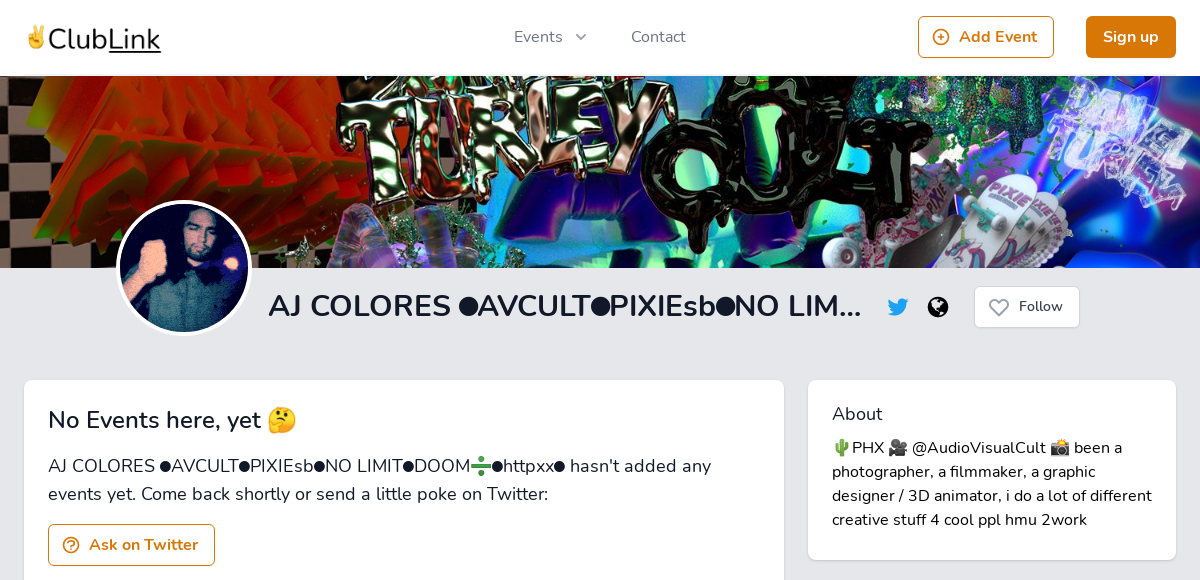 ✌️ClubLink
Events
Contact
Add Event
Sign up
TURLEY
CULT
PIXIE
AJ COLORES ●AVCULT●PIXIEsb●NO LIM...
Follow
No Events here, yet 🤔
AJ COLORES ●AVCULT●PIXIEsb●NO LIMIT●DOOM➗●httpxx● hasn't added any
events yet. Come back shortly or send a little poke on Twitter:
Ask on Twitter
About
🌵PHX 🎥 @AudioVisualCult 📸 been a
photographer, a filmmaker, a graphic
designer / 3D animator, i do a lot of different
creative stuff 4 cool ppl hmu 2work